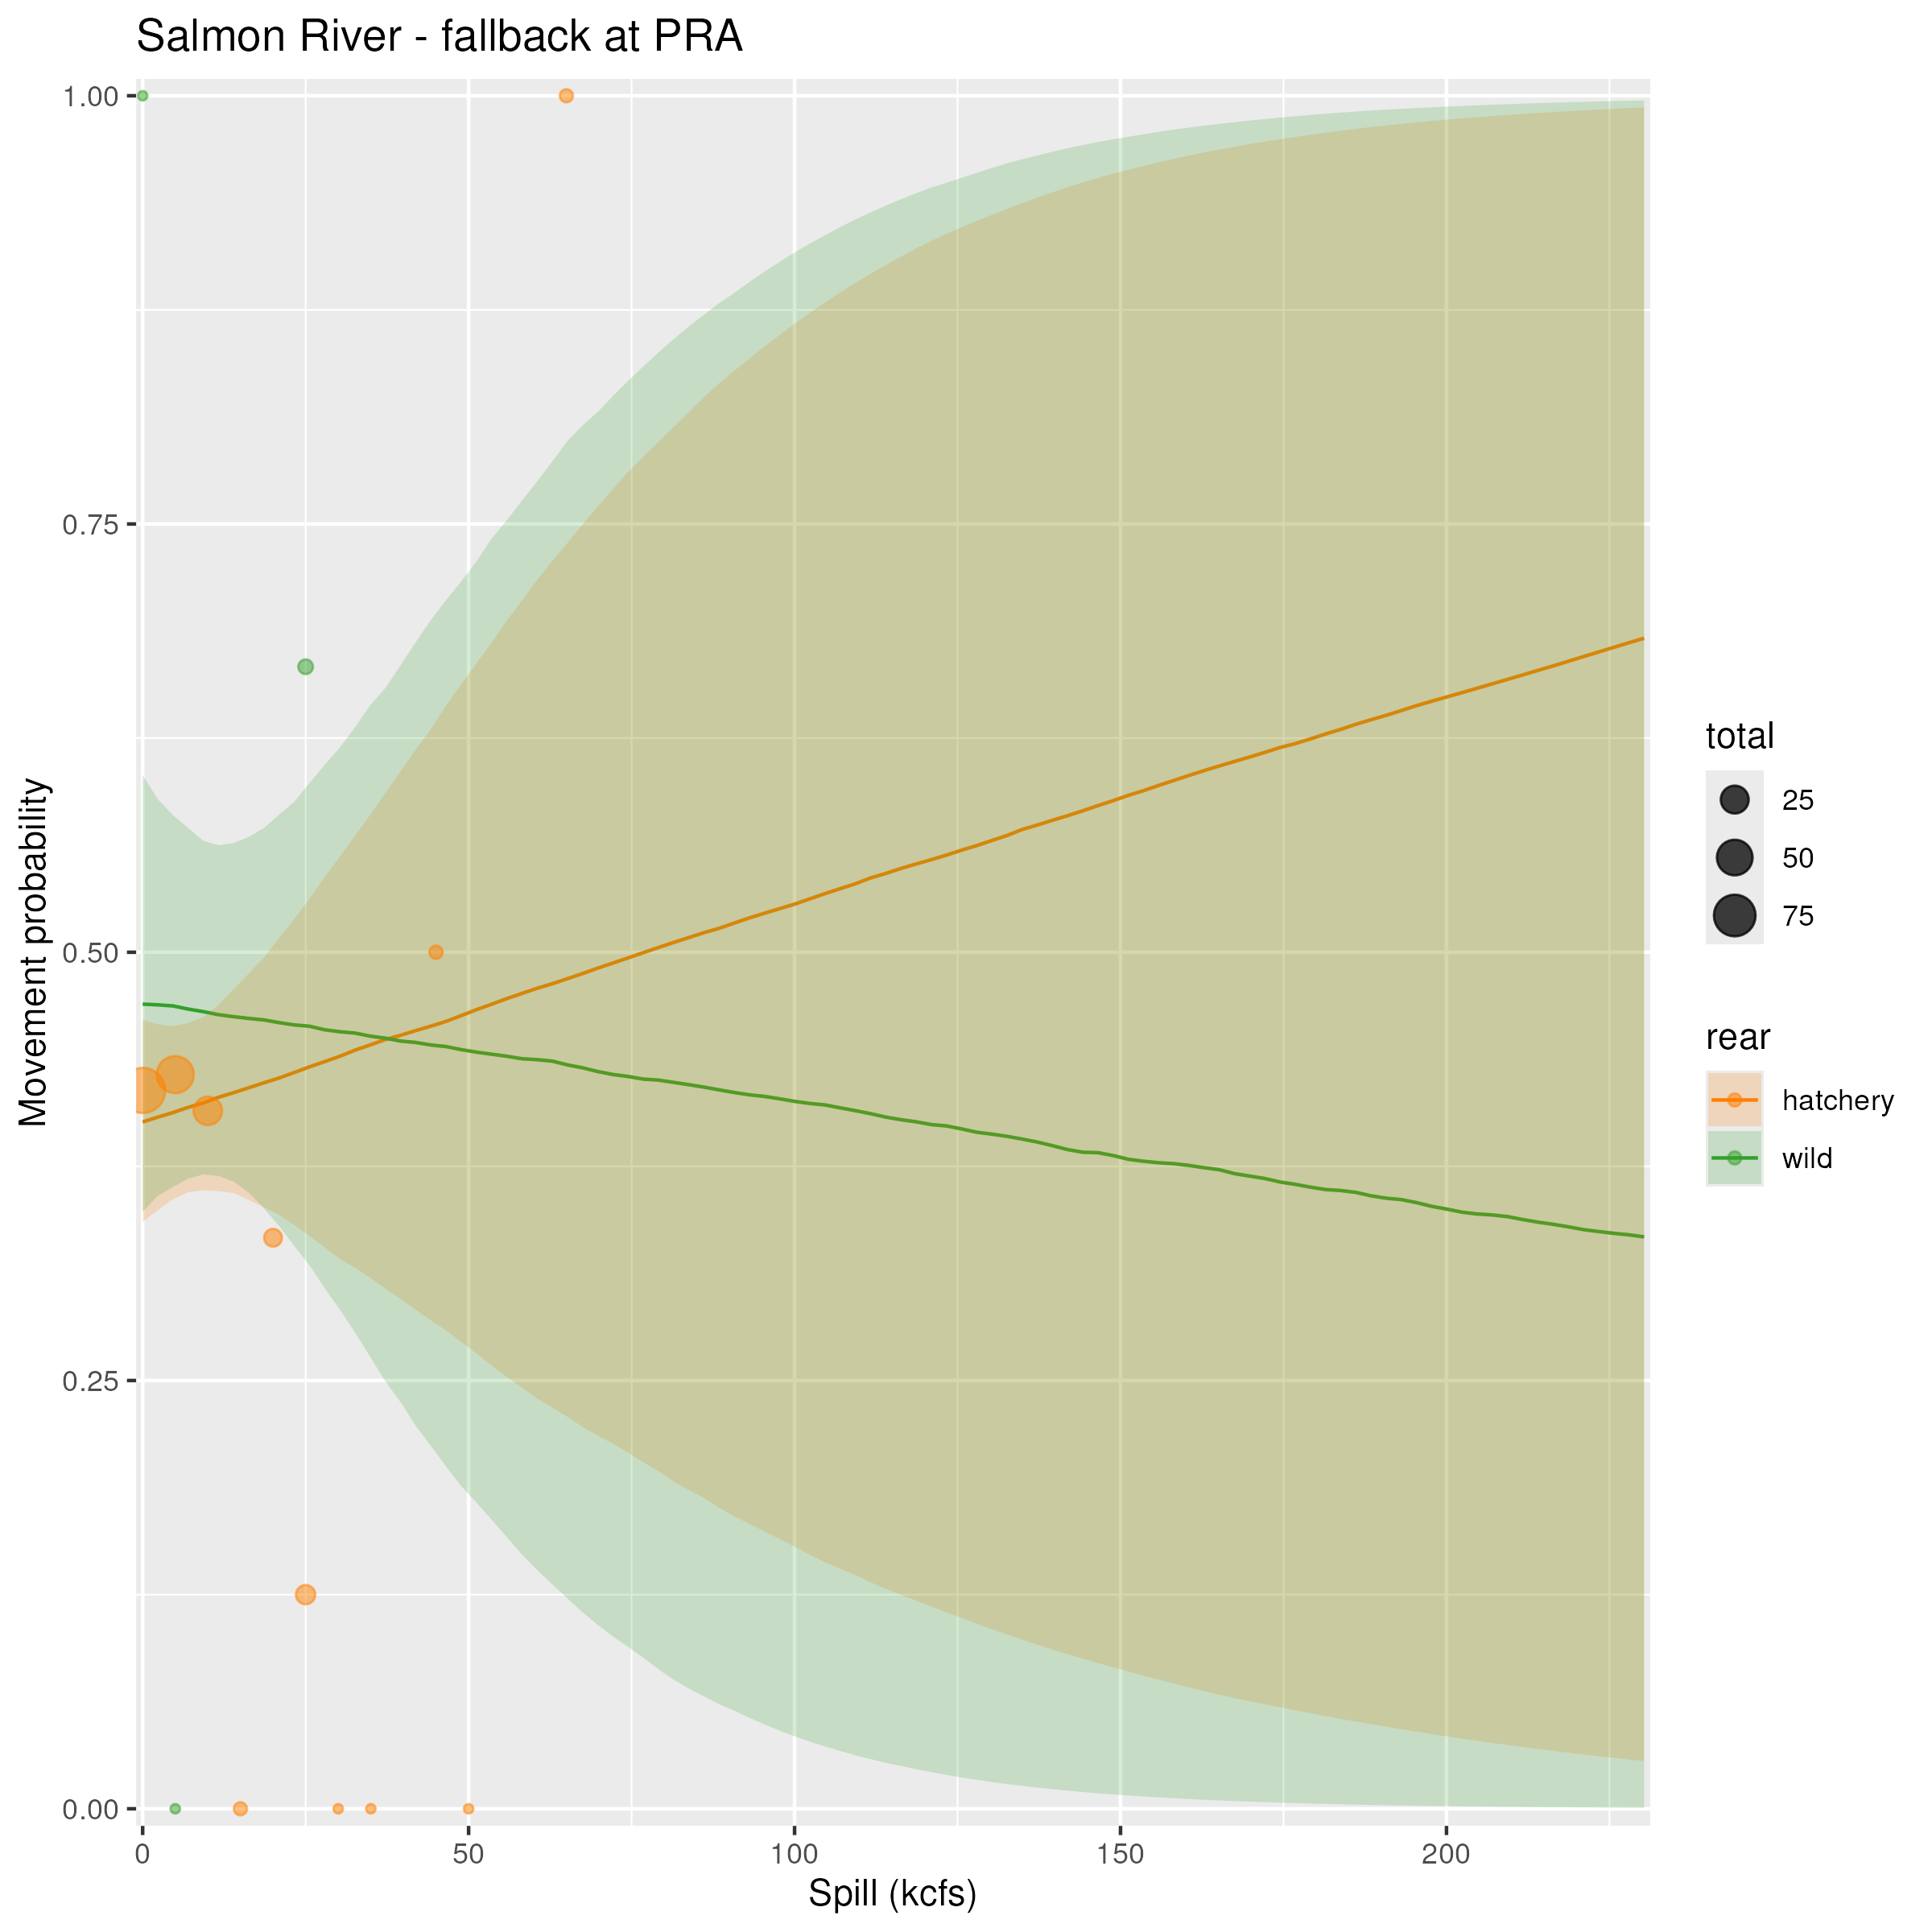 Salmon River - fallback at PRA
Movement probability
1.00
0.75
0.50
0.25
0.00
0
50
100
150
200
Spill (kcfs)
total
25
50
75
rear
hatchery
wild